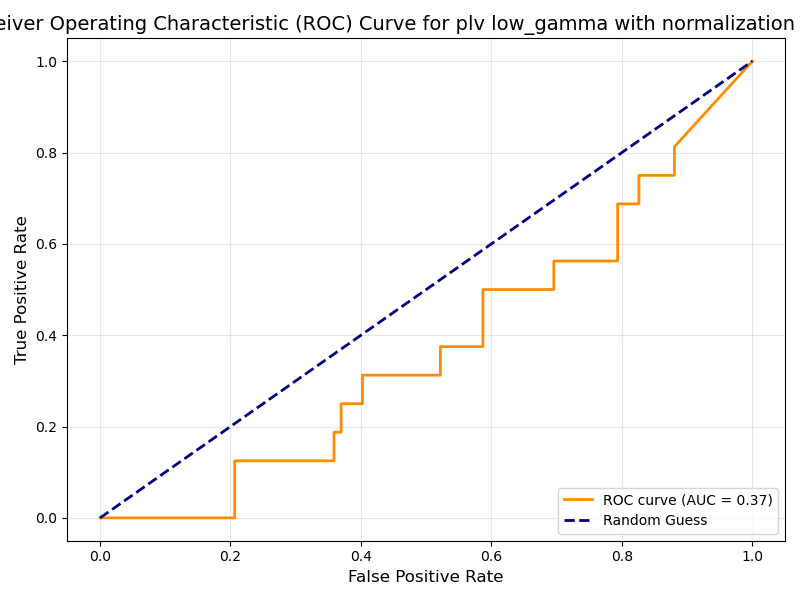 eiver Operating Characteristic (ROC) Curve for plv low_gamma with normalization
1.0
0.8
0.6
0.4
0.2
0.0
True Positive Rate
0.0 0.2 0.4 0.6 0.8 1.0
False Positive Rate
ROC curve (AUC = 0.37)
Random Guess